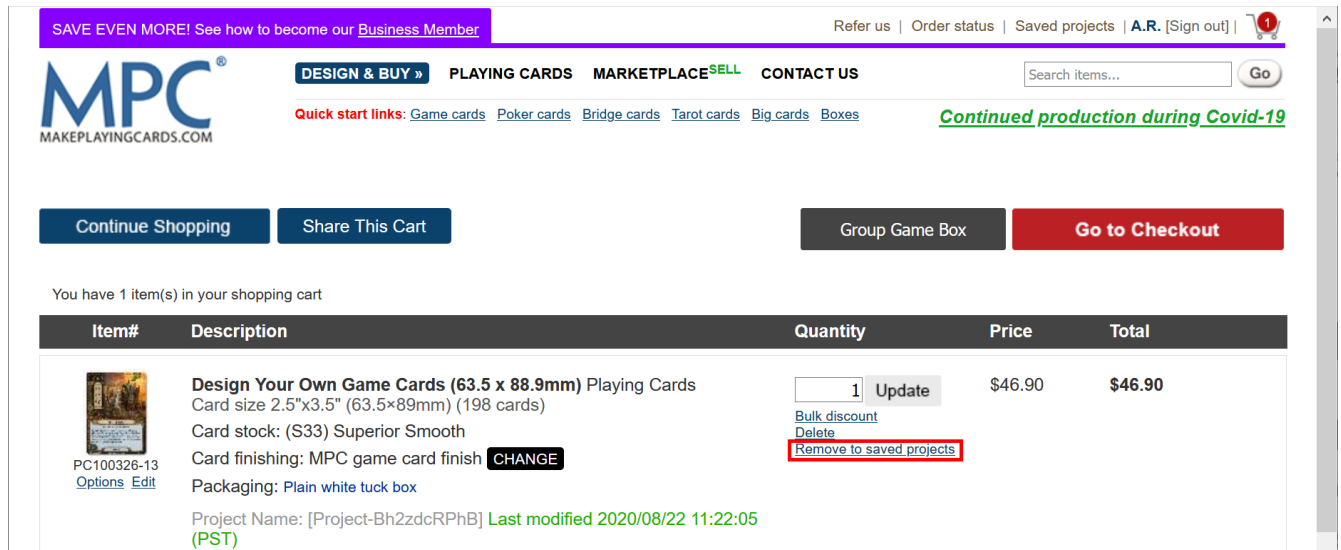 SAVE EVEN MORE! See how to become our Business Member
Refer us | Order status | Saved projects | A.R. [Sign out] | 1
MPC®
MAKEPLAYINGCARDS.COM
DESIGN & BUY » PLAYING CARDS MARKETPLACE SELL CONTACT US
Search items... Go
Quick start links: Game cards Poker cards Bridge cards Tarot cards Big cards Boxes
Continued production during Covid-19
Continue Shopping Share This Cart Group Game Box Go to Checkout
You have 1 item(s) in your shopping cart
Item# Description Quantity Price Total
Design Your Own Game Cards (63.5 x 88.9mm) Playing Cards
Card size 2.5"x3.5" (63.5×89mm) (198 cards)
Card stock: (S33) Superior Smooth
Card finishing: MPC game card finish CHANGE
Packaging: Plain white tuck box
Project Name: [Project-Bh2zdcRPhB] Last modified 2020/08/22 11:22:05
(PST)
PC100326-13
Options Edit
1 Update
Bulk discount
Delete
Remove to saved projects
$46.90 $46.90